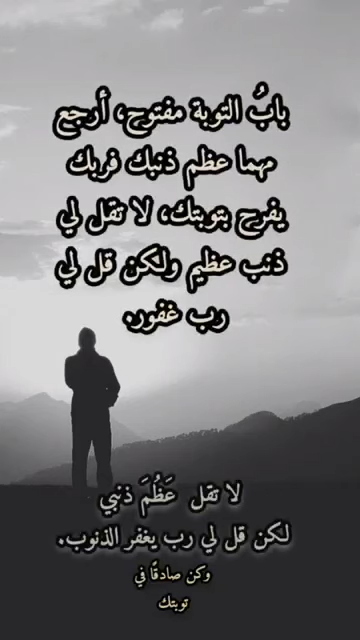 بابُ التوبة مفتوح، أرجع
مهما عظم ذنبك فربك
يفرح بتوبتك، لا تقل لي
ذنب عظيم ولكن قل لي
رب غفور.
لا تقل عَظُمَ ذنبي
لكن قل لي رب يغفر الذنوب.
وكن صادقًا في
توبتك